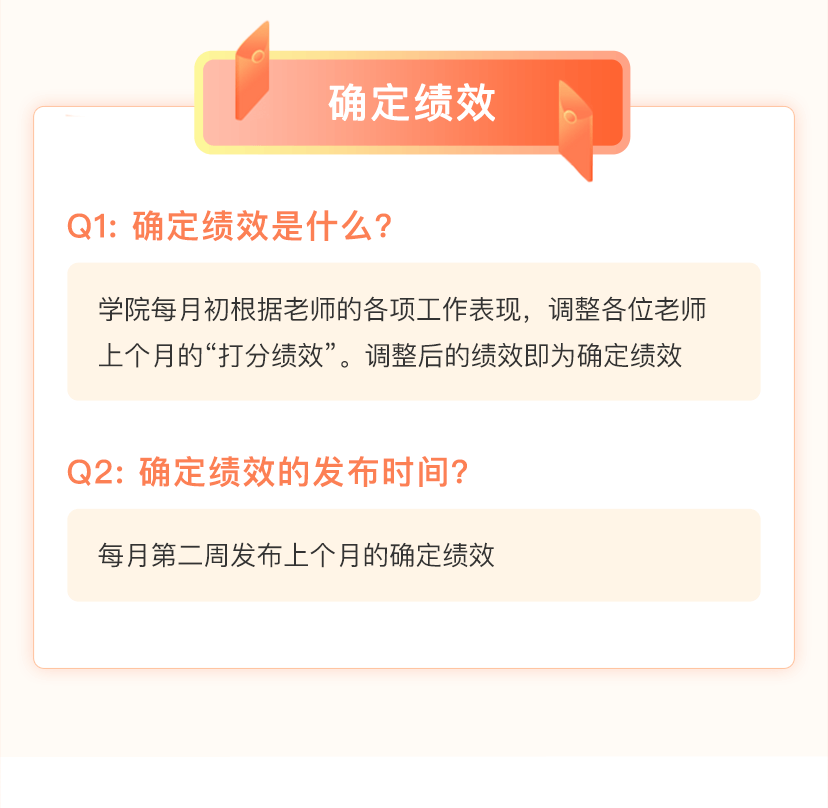 确定绩效
Q1: 确定绩效是什么?
学院每月初根据老师的各项工作表现，调整各位老师
上个月的“打分绩效”。调整后的绩效即为确定绩效
Q2: 确定绩效的发布时间?
每月第二周发布上个月的确定绩效